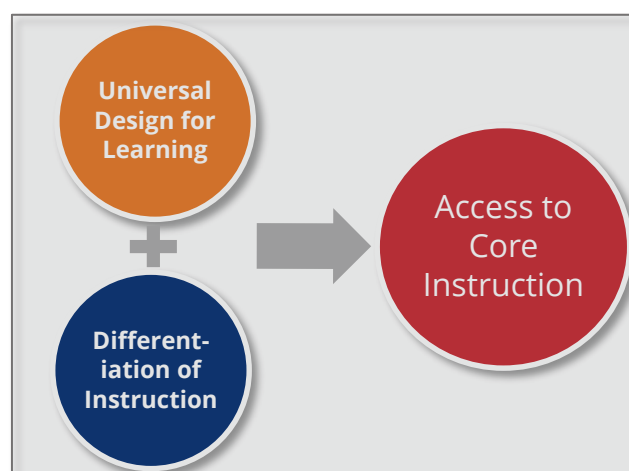 Universal
Design for
Learning
+
Different-
iation of
Instruction
Access to
Core
Instruction